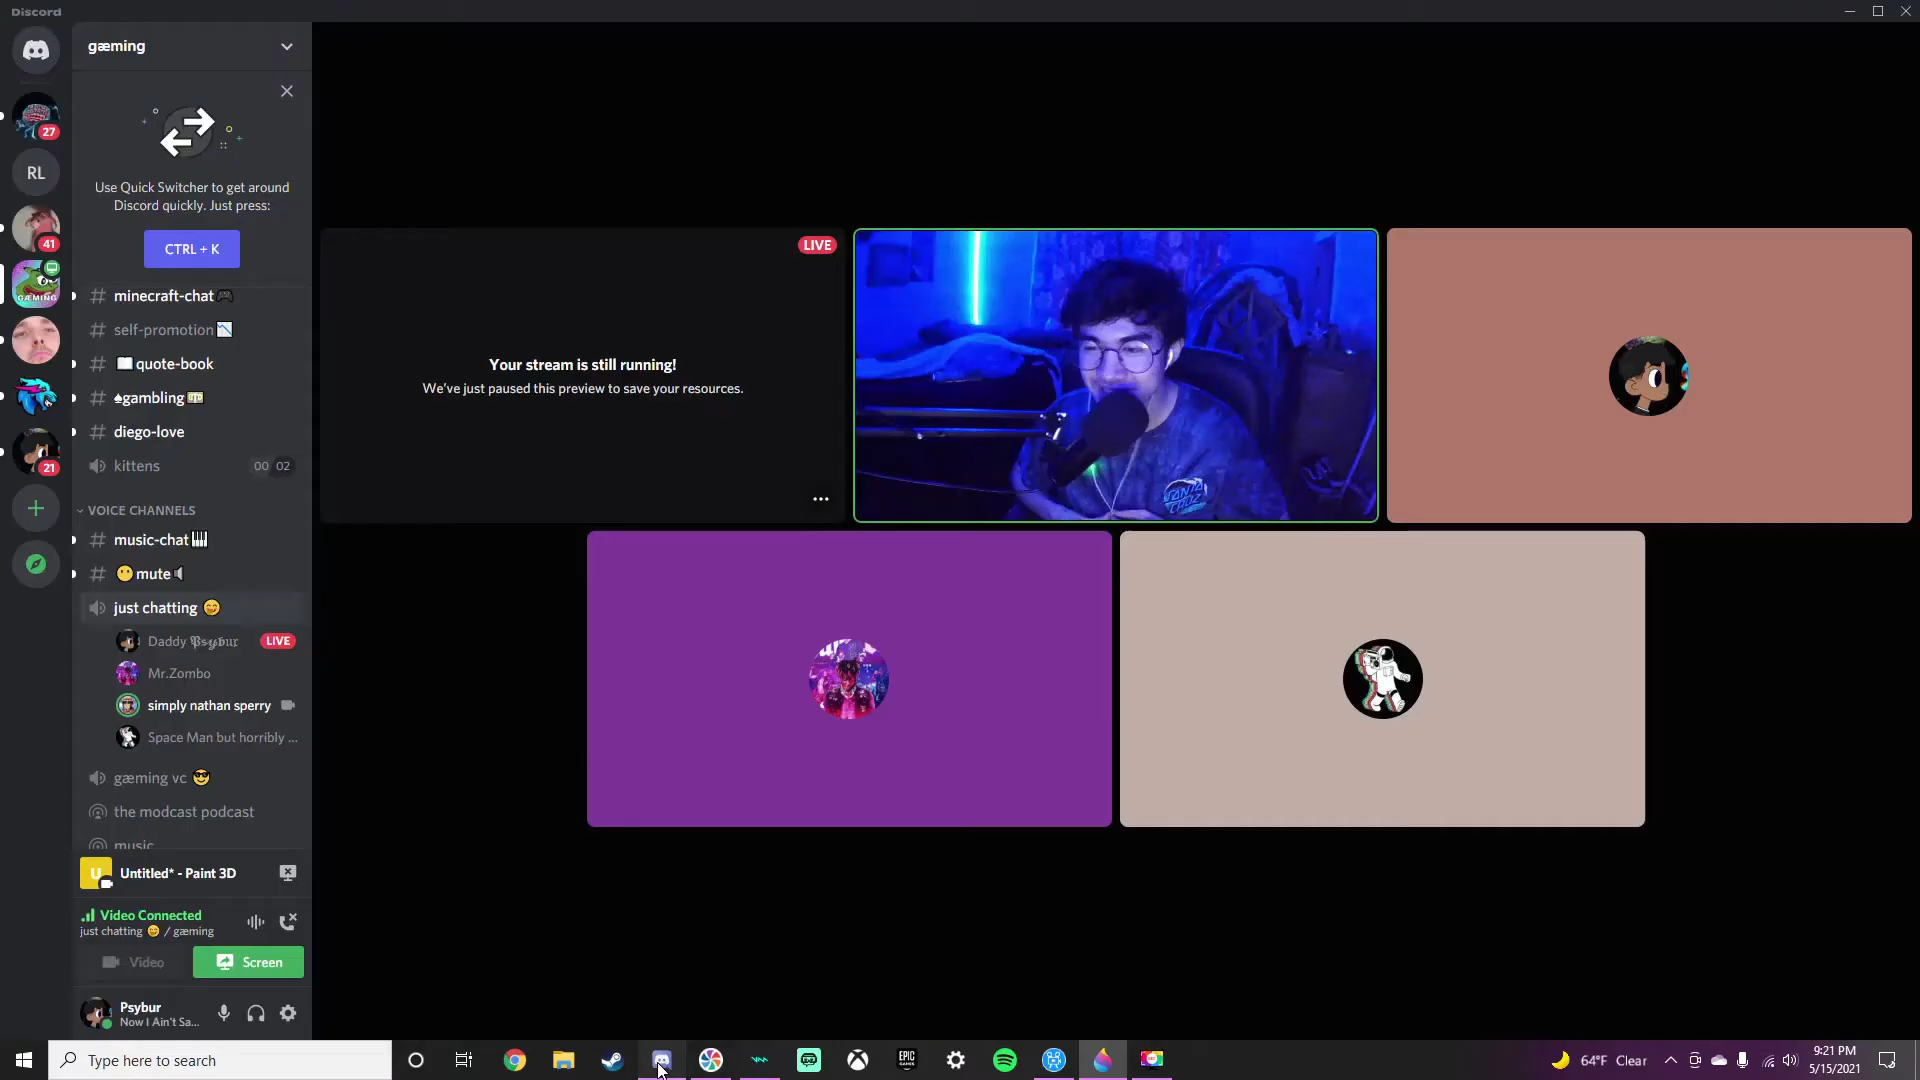 Discord
gæming
27
RL
41
GÆMING
21
Use Quick Switcher to get around
Discord quickly. Just press:
CTRL + K
# minecraft-chat🎮
# self-promotion📉
# quote-book
# ♠gambling💵
# diego-love
kittens 00 02
VOICE CHANNELS
# music-chat🎹
# 😶mute🔈
just chatting 😊
Daddy 𝔓𝔰𝔶𝔟𝔲𝔯 LIVE
Mr.Zombo
simply nathan sperry
Space Man but horribly ...
gæming vc 😎
the modcast podcast
music
U Untitled* - Paint 3D
Video Connected
just chatting 😊 / gæming
Video
Screen
Psybur
Now I Ain't Sa...
LIVE
Your stream is still running!
We've just paused this preview to save your resources.
SANTA
CRUZ
Type here to search
EPIC
GAMES
64°F Clear
9:21 PM
5/15/2021